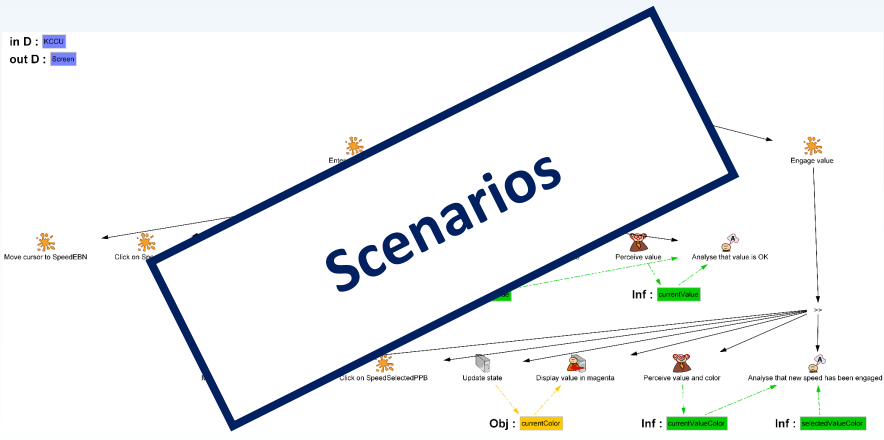 in D : KCCU
out D : Screen
Engage value
Scenarios
Move cursor to SpeedEBN
Click on
Perceive value
Analyse that value is OK
Inf : currentValue
>>
Click on SpeedSelectedPPB
Update state
Display value in magenta
Perceive value and color
Analyse that new speed has been engaged
Obj : currentColor
Inf : currentValueColor
Inf : selectedValueColor